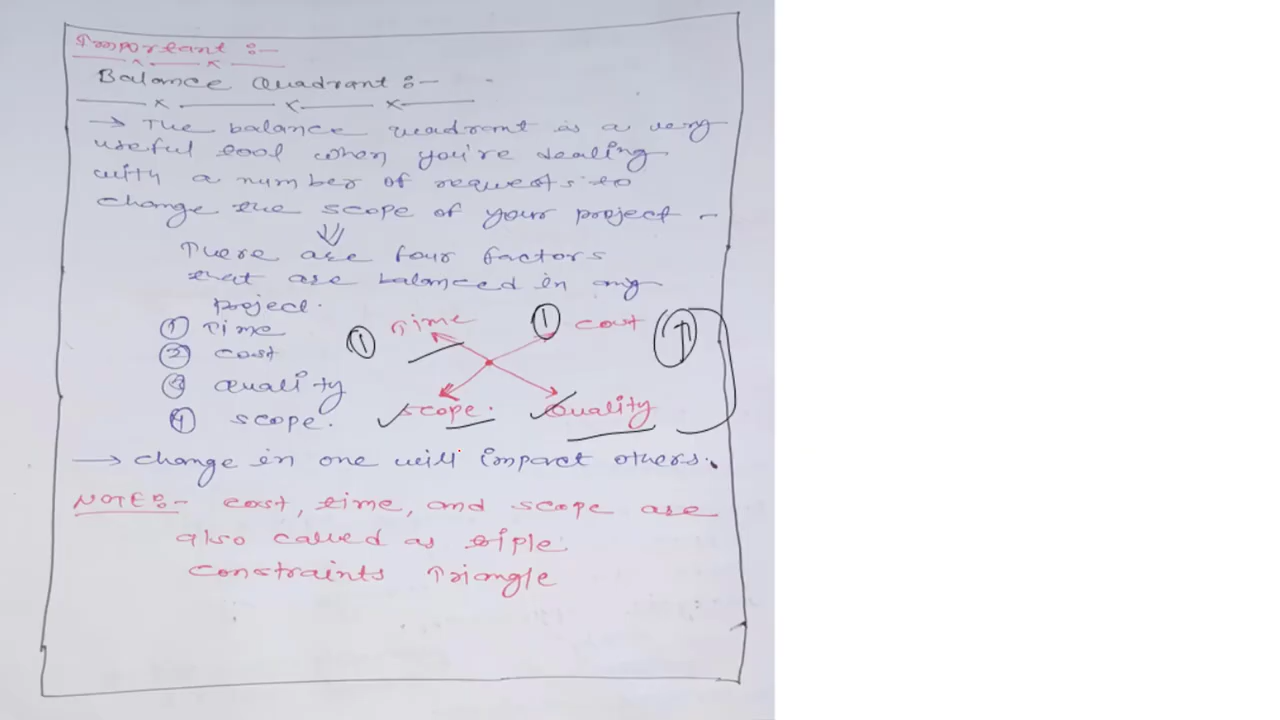 Important :-
Balance Quadrant :-
→ The balance quadrant is a very
useful tool when you're dealing
with a number of requests to
change the scope of your project -
There are four factors
that are balanced in any
project.
① Time
② cost
③ Quality
④ scope.
① Time ① cost ↑
scope. Quality
→ change in one will impact others.
NOTE:- cost, time, and scope are
also called as triple
constraints Triangle